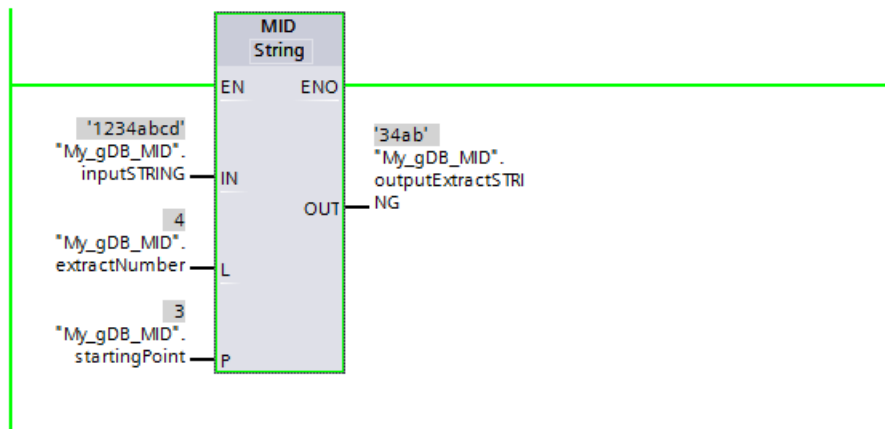 MID
String
EN ENO
'1234abcd'
"My_gDB_MID".
inputSTRING
IN
'34ab'
"My_gDB_MID".
outputExtractSTRI
NG
OUT
4
"My_gDB_MID".
extractNumber
L
3
"My_gDB_MID".
startingPoint
P